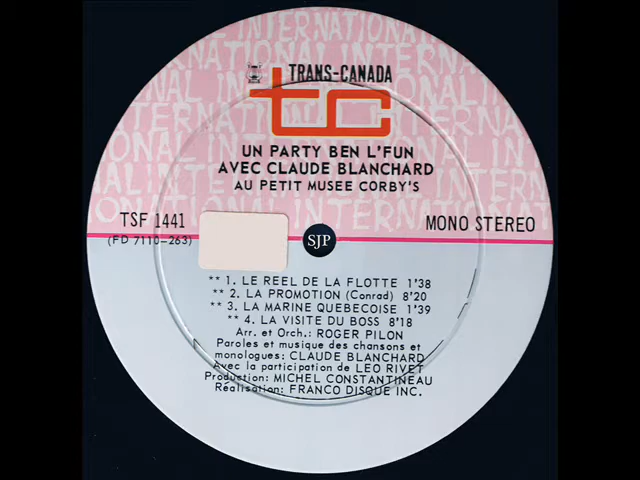 INTERNATIONAL INTERNATIONAL
TRANS-CANADA
tc
UN PARTY BEN L'FUN
AVEC CLAUDE BLANCHARD
AU PETIT MUSEE CORBY'S
TSF 1441
MONO STEREO
(FD 7110-263)
SJP
** 1. LE REEL DE LA FLOTTE 1'38
** 2. LA PROMOTION (Conrad) 8'20
** 3. LA MARINE QUEBECOISE 1'39
** 4. LA VISITE DU BOSS 8'18
Arr. et Orch.: ROGER PILON
Paroles et musique des chansons et
monologues: CLAUDE BLANCHARD
Avec la participation de LEO RIVET
Production: MICHEL CONSTANTINEAU
Réalisation: FRANCO DISQUE INC.